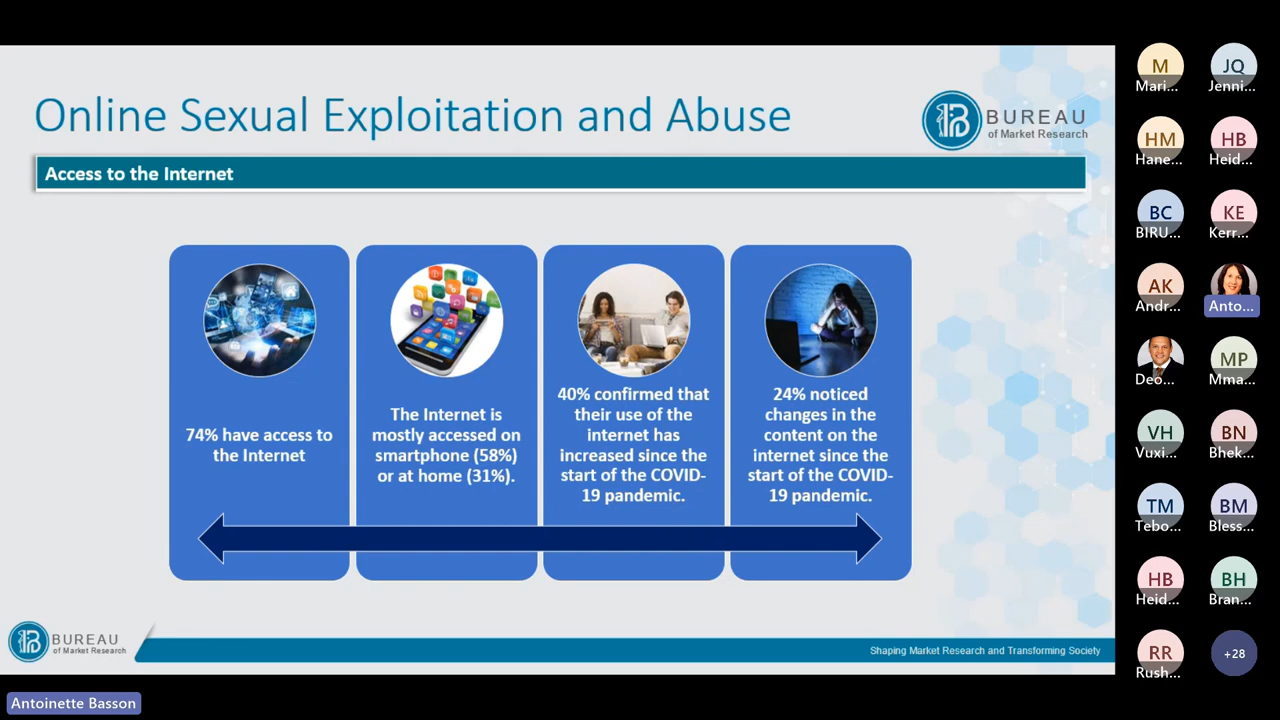 Online Sexual Exploitation and Abuse
BUREAU
of Market Research
Access to the Internet
74% have access to
the Internet
The Internet is
mostly accessed on
smartphone (58%)
or at home (31%).
40% confirmed that
their use of the
internet has
increased since the
start of the COVID-
19 pandemic.
24% noticed
changes in the
content on the
internet since the
start of the COVID-
19 pandemic.
BUREAU
of Market Research
Shaping Market Research and Transforming Society
Antoinette Basson
M
Mari...
JQ
Jenni...
HM
Hane...
HB
Heid...
BC
BIRU...
KE
Kerr...
AK
Andr...
Anto...
Deo...
MP
Mma...
VH
Vuxi...
BN
Bhek...
TM
Tebo...
BM
Bless...
HB
Heid...
BH
Bran...
RR
Rush...
+28